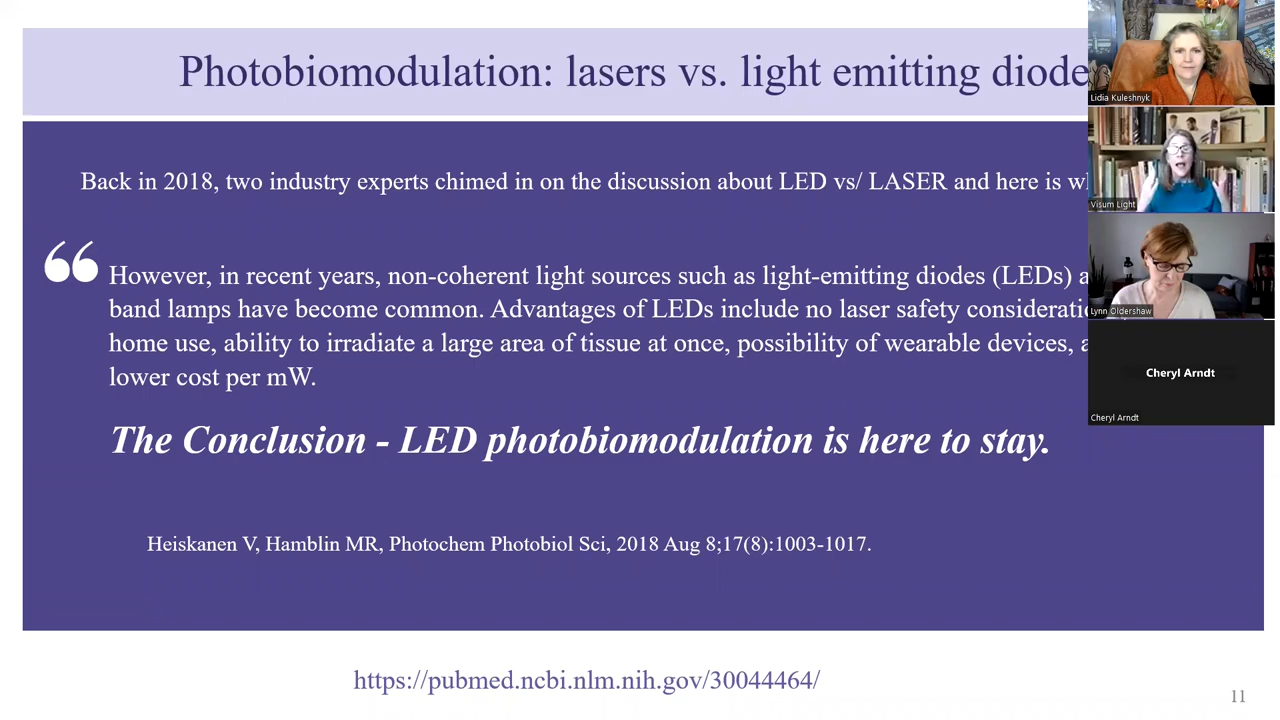 Photobiomodulation: lasers vs. light emitting diode
Back in 2018, two industry experts chimed in on the discussion about LED vs/ LASER and here is
“
However, in recent years, non-coherent light sources such as light-emitting diodes (LEDs)
band lamps have become common. Advantages of LEDs include no laser safety
home use, ability to irradiate a large area of tissue at once, possibility of wearable devices,
lower cost per mW.
The Conclusion - LED photobiomodulation is here to stay.
Heiskanen V, Hamblin MR, Photochem Photobiol Sci, 2018 Aug 8;17(8):1003-1017.
https://pubmed.ncbi.nlm.nih.gov/30044464/
11
Lidia Kuleshnyk
Visum Light
Lynn Oldershaw
Cheryl Arndt
Cheryl Arndt